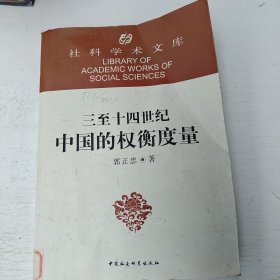 社科学术文库
LIBRARY OF
ACADEMIC WORKS OF
SOCIAL SCIENCES
三至十四世纪
中国的权衡度量
郭正忠·著
中国社会科学出版社